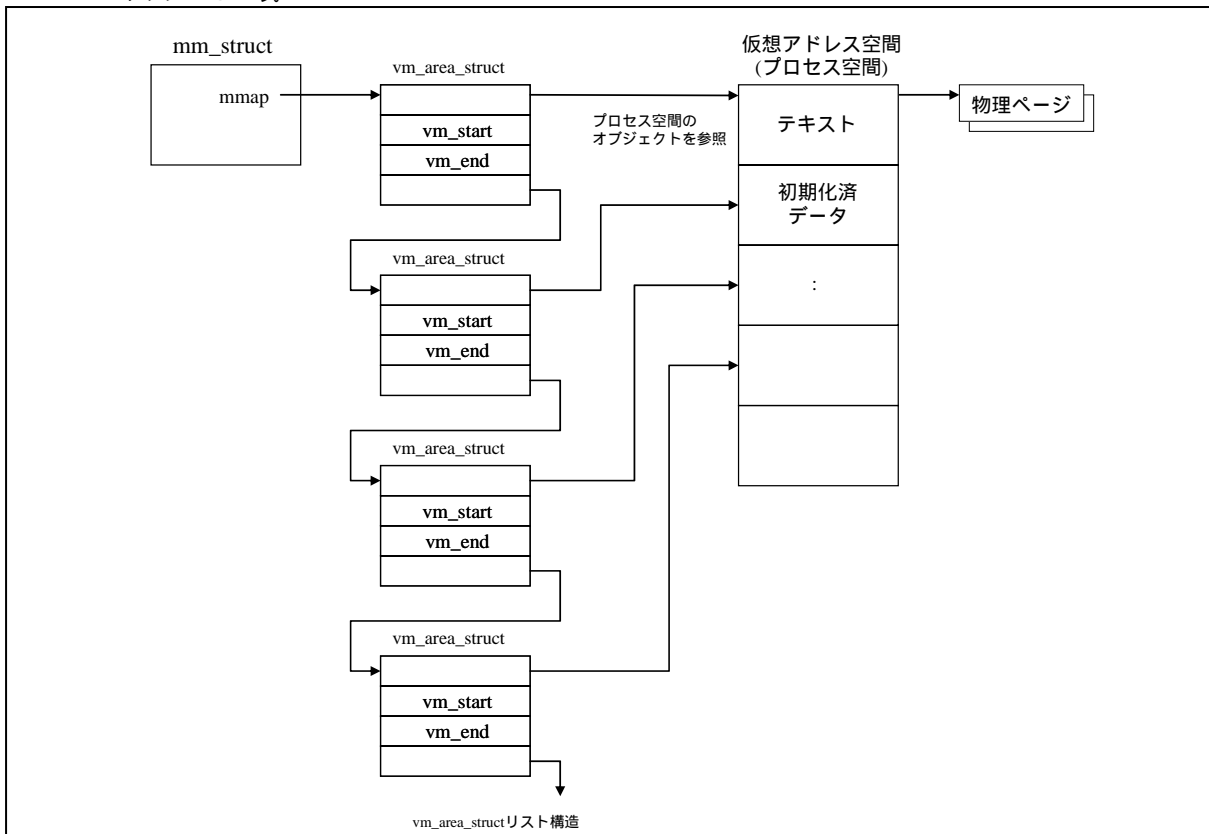 mm_struct
mmap
vm_area_struct
vm_start
vm_end
プロセス空間の
オブジェクトを参照
仮想アドレス空間
(プロセス空間)
テキスト
物理ページ
初期化済
データ
:
vm_area_struct
vm_start
vm_end
vm_area_struct
vm_start
vm_end
vm_area_struct
vm_start
vm_end
vm_area_structリスト構造